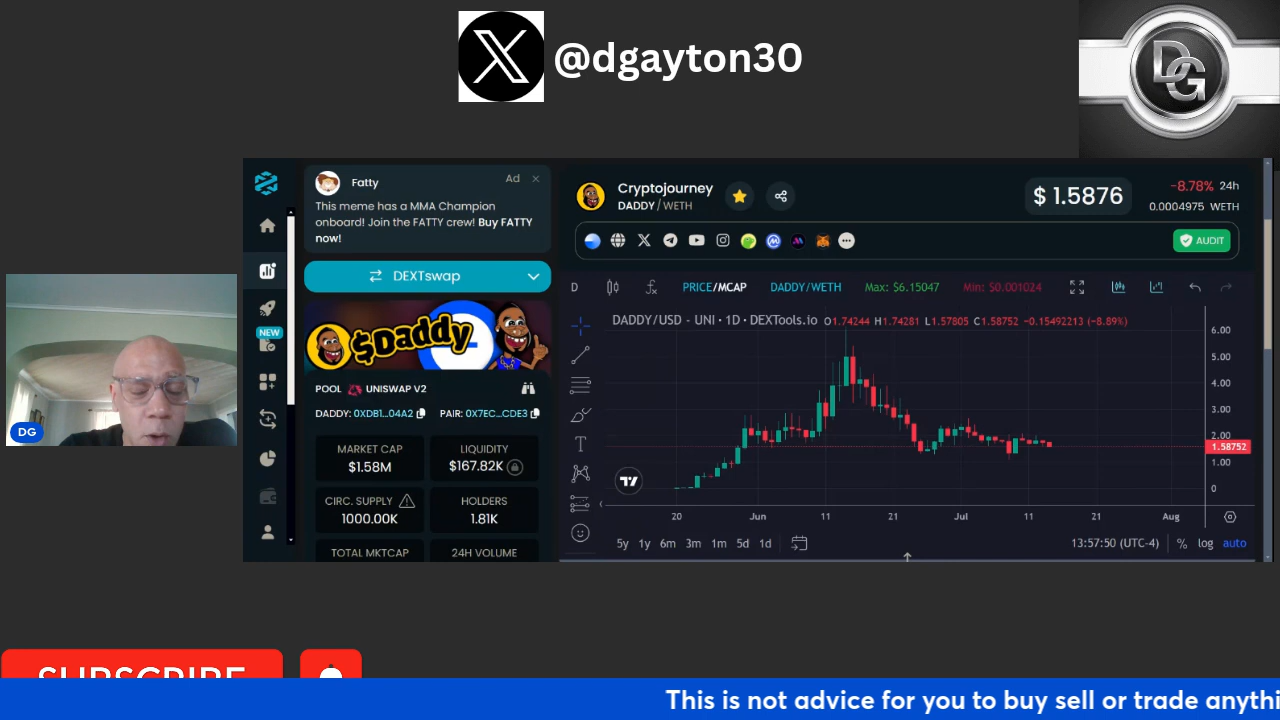 @dgayton30
DG
Fatty
Ad
This meme has a MMA Champion
onboard! Join the FATTY crew! Buy FATTY
now!
DEXTswap
$Daddy
POOL UNISWAP V2
DADDY: 0XDB1...04A2 PAIR: 0X7EC...CDE3
MARKET CAP
$1.58M
LIQUIDITY
$167.82K
CIRC. SUPPLY
1000.00K
HOLDERS
1.81K
TOTAL MKTCAP
24H VOLUME
NEW
Cryptojourney
DADDY / WETH
$ 1.5876
-8.78% 24h
0.0004975 WETH
AUDIT
D
PRICE/MCAP
DADDY/WETH
Max: $6.15047
Min: $0.001024
DADDY/USD - UNI · 1D · DEXTools.io O1.74244 H1.74281 L1.57805 C1.58752 -0.15492213 (-8.89%)
6.00
5.00
4.00
3.00
2.00
1.58752
1.00
0
20 Jun 11 21 Jul 11 21 Aug
5y 1y 6m 3m 1m 5d 1d
13:57:50 (UTC-4) % log auto
DG
SUBSCRIBE
This is not advice for you to buy sell or trade anythi